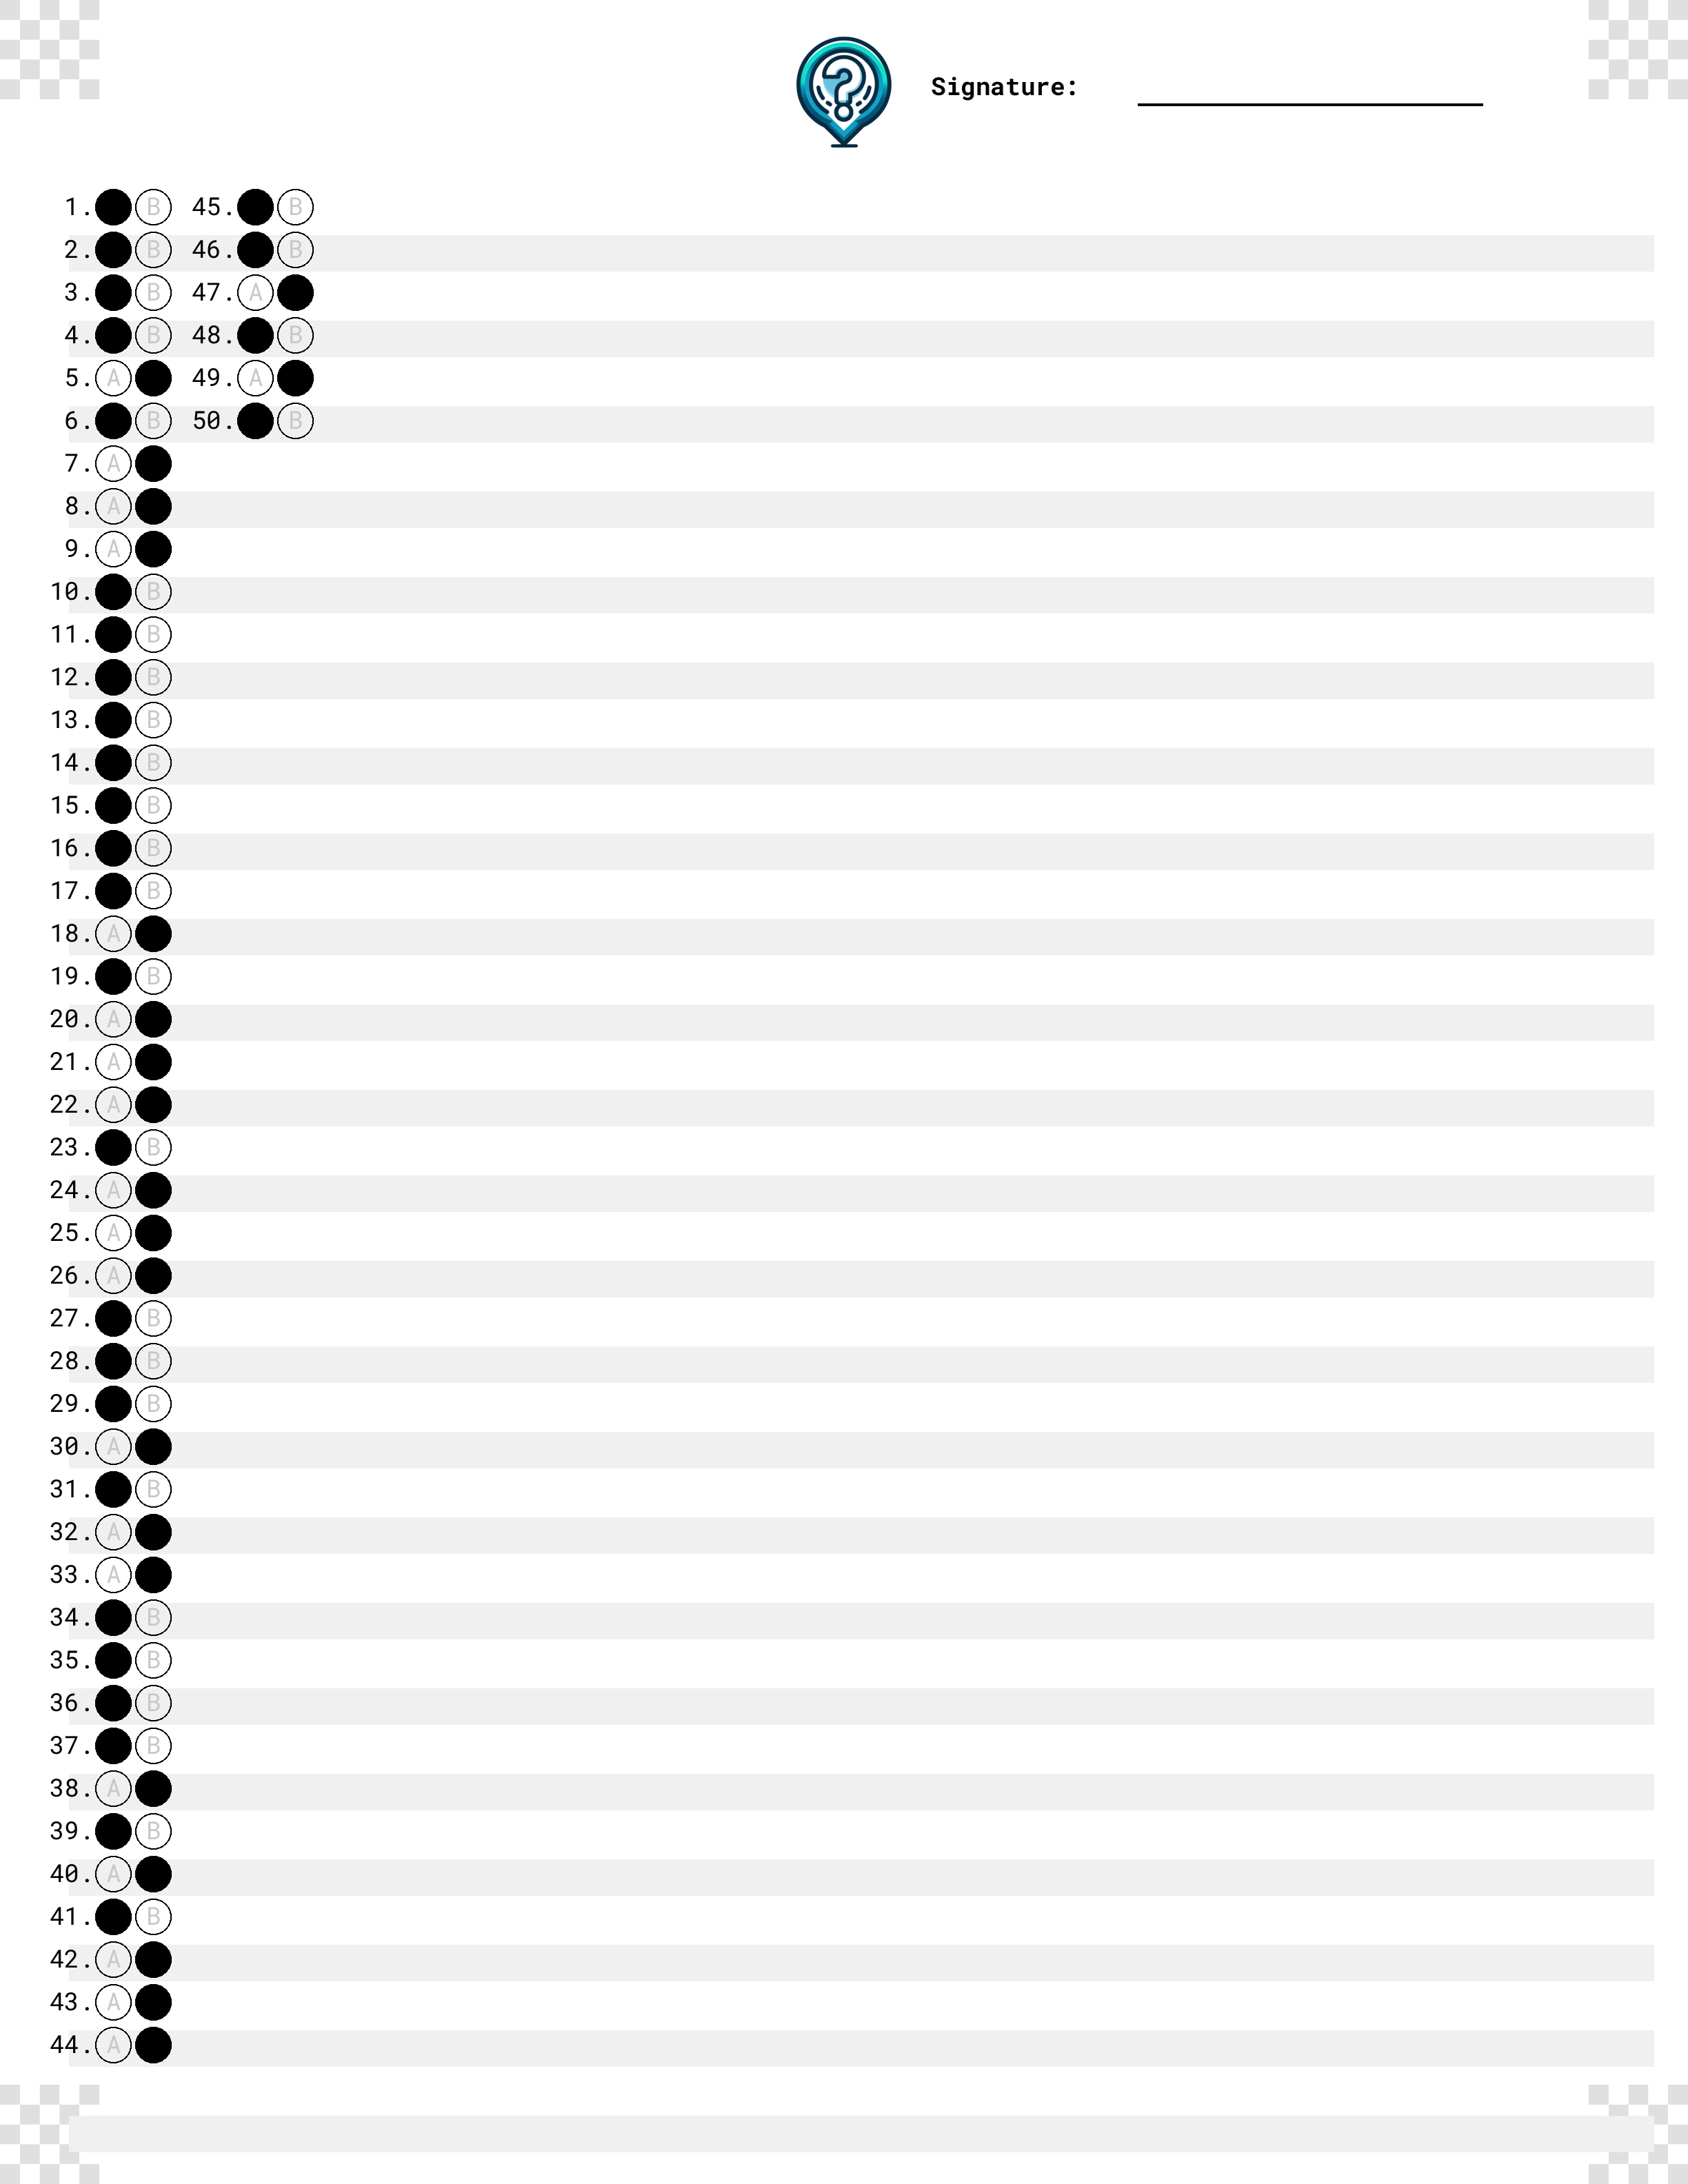 Signature:
1. B 45. B
2. B 46. B
3. B 47. A
4. B 48. B
5. A 49. A
6. B 50. B
7. A
8. A
9. A
10. B
11. B
12. B
13. B
14. B
15. B
16. B
17. B
18. A
19. B
20. A
21. A
22. A
23. B
24. A
25. A
26. A
27. B
28. B
29. B
30. A
31. B
32. A
33. A
34. B
35. B
36. B
37. B
38. A
39. B
40. A
41. B
42. A
43. A
44. A